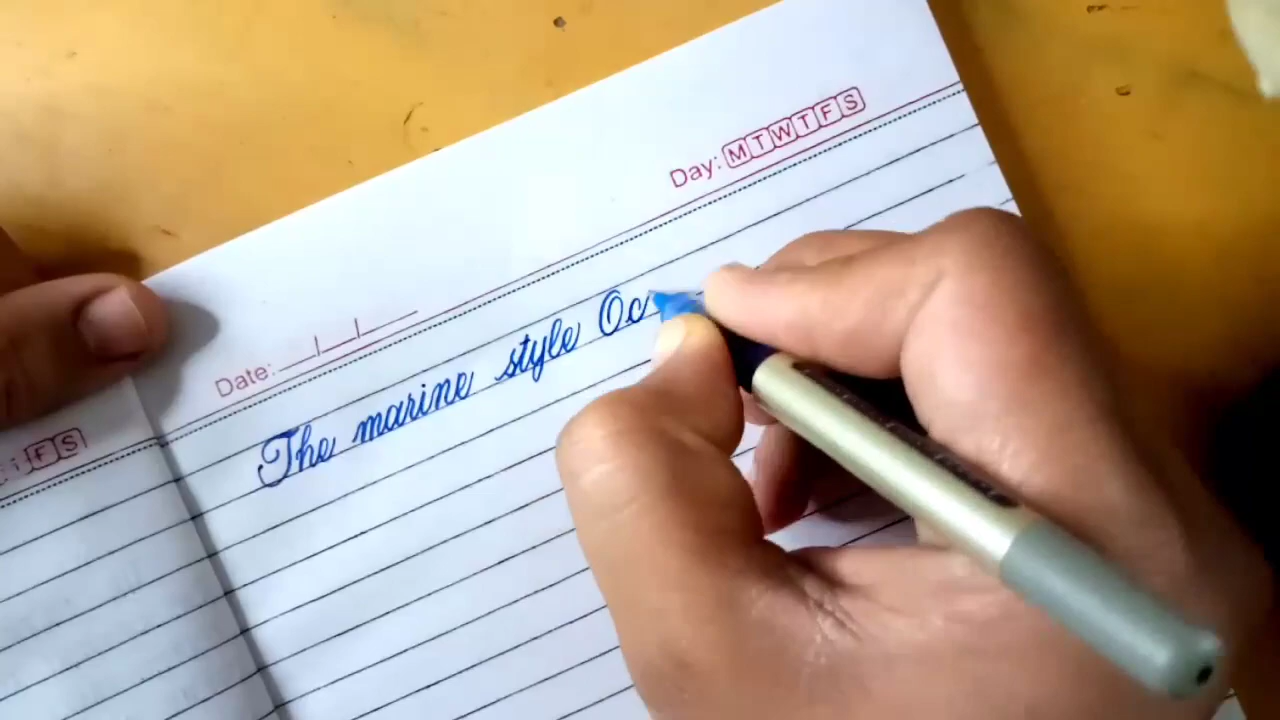 Day: M T W T F S
Date:
The marine style Oc
F S